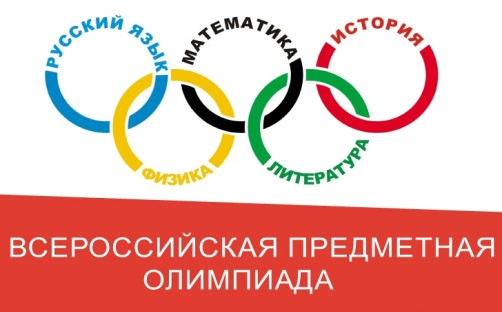 РУССКИЙ ЯЗЫК
МАТЕМАТИКА
ИСТОРИЯ
ФИЗИКА
ЛИТЕРАТУРА
ВСЕРОССИЙСКАЯ ПРЕДМЕТНАЯ
ОЛИМПИАДА